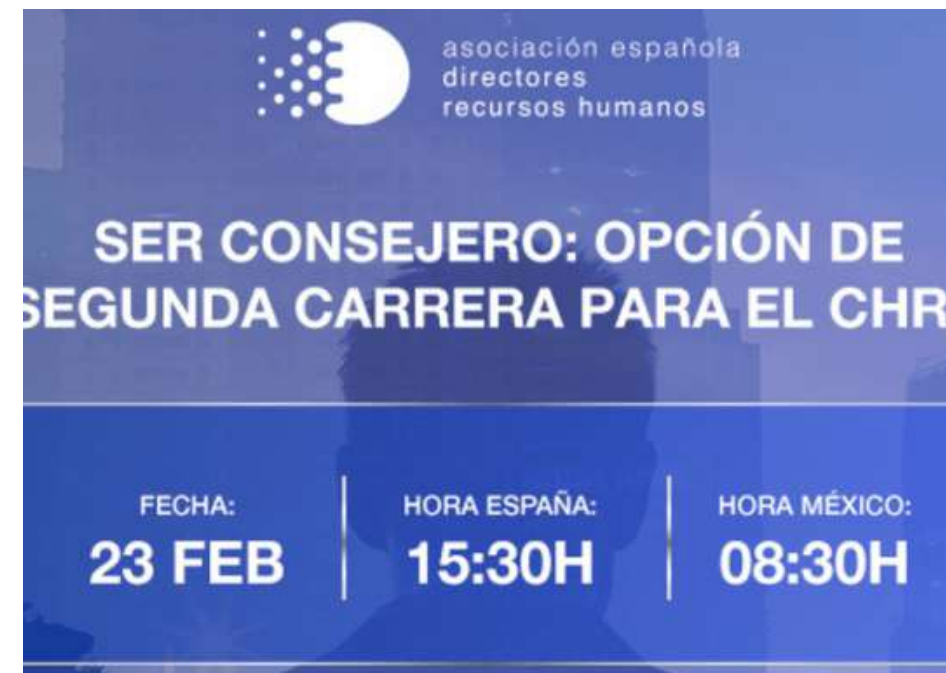 asociación española
directores
recursos humanos
SER CONSEJERO: OPCIÓN DE
SEGUNDA CARRERA PARA EL CHR
FECHA:
23 FEB
HORA ESPAÑA:
15:30H
HORA MÉXICO:
08:30H